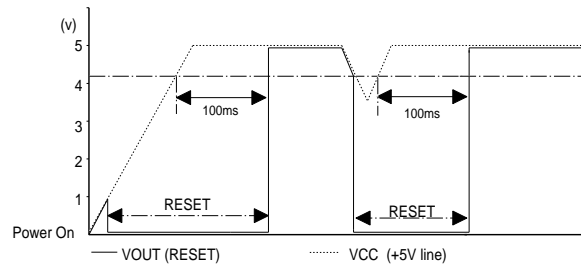 (v)
5
4
3
2
1
100ms
100ms
RESET
RESET
Power On
VOUT (RESET)
VCC (+5V line)